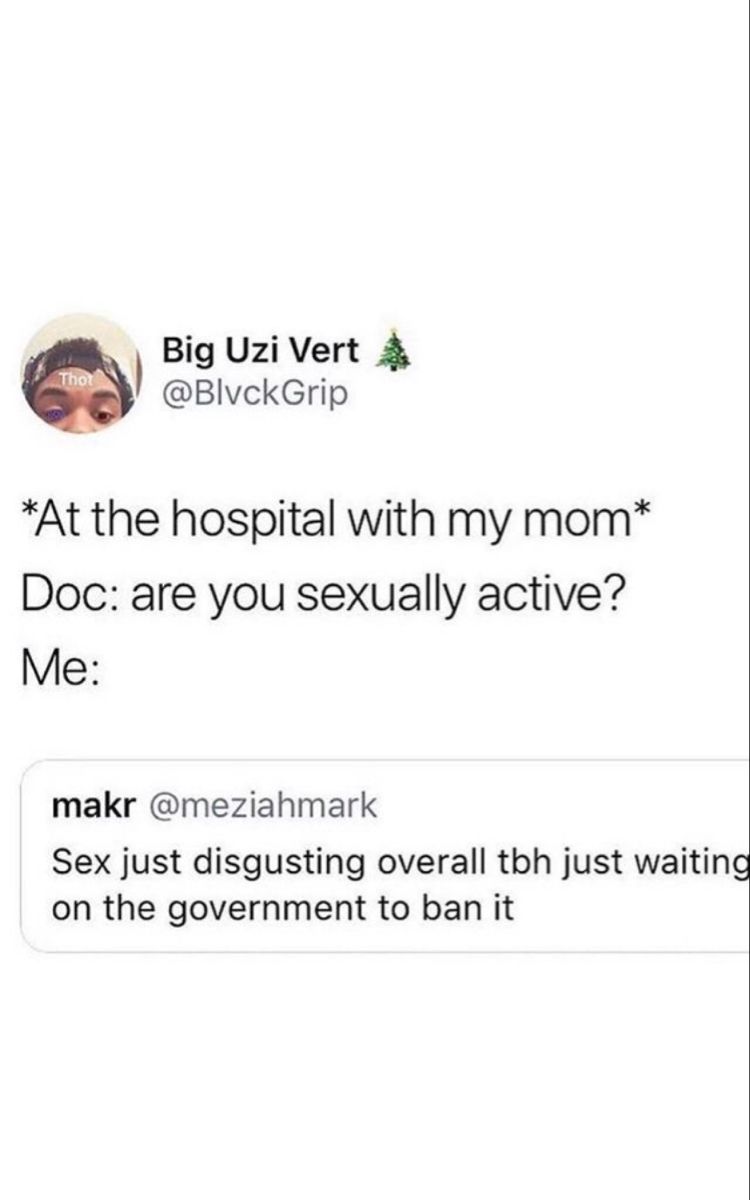 Thot
Big Uzi Vert 🎄
@BlvckGrip
*At the hospital with my mom*
Doc: are you sexually active?
Me:
makr @meziahmark
Sex just disgusting overall tbh just waiting
on the government to ban it